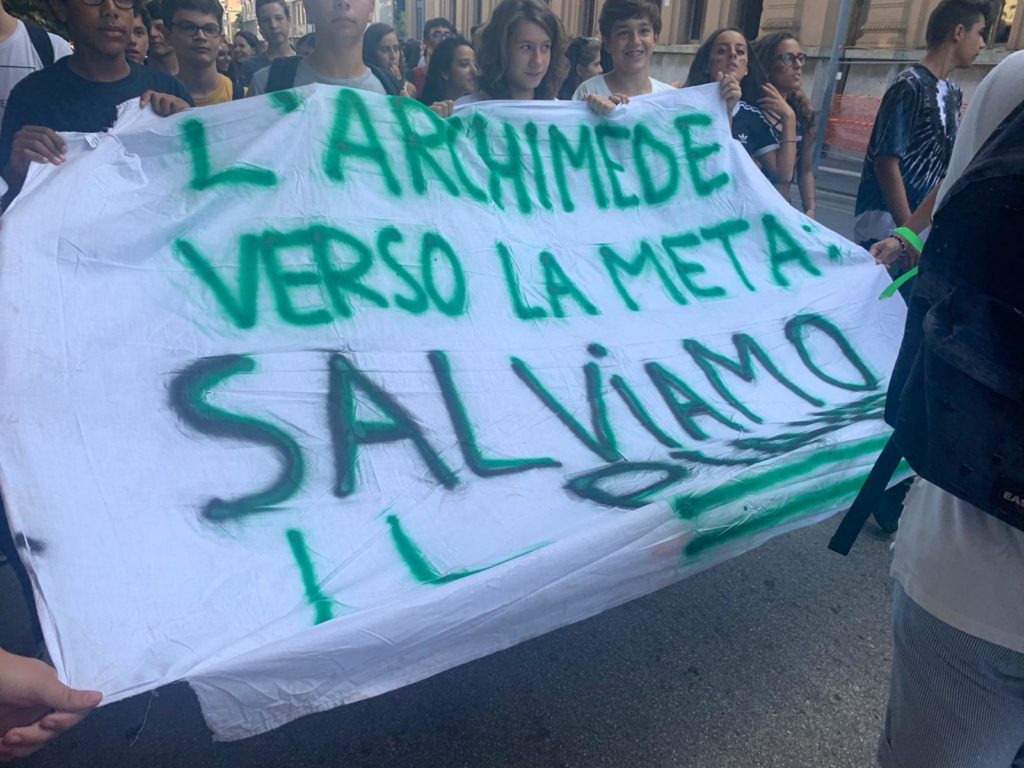 L'ARCHIMEDE
VERSO LA META:
SALViAMO
IL